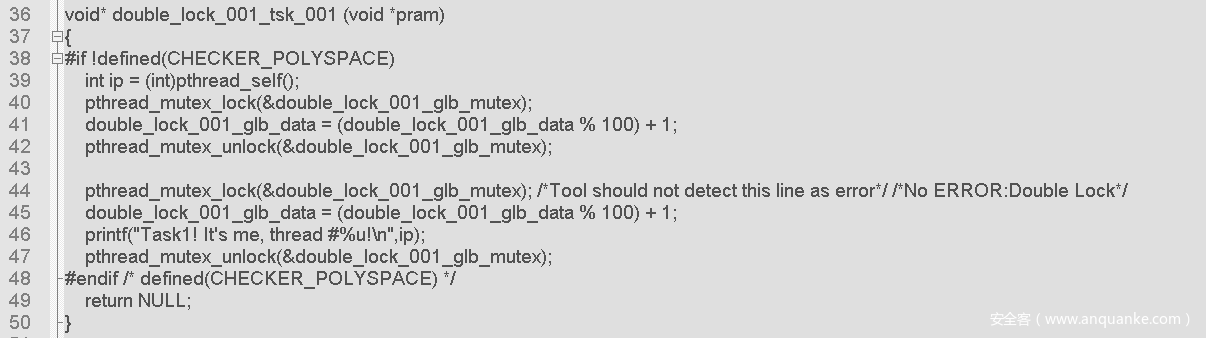 36 void* double_lock_001_tsk_001 (void *pram)
37 {
38 #if !defined(CHECKER_POLYSPACE)
39 int ip = (int)pthread_self();
40 pthread_mutex_lock(&double_lock_001_glb_mutex);
41 double_lock_001_glb_data = (double_lock_001_glb_data % 100) + 1;
42 pthread_mutex_unlock(&double_lock_001_glb_mutex);
43
44 pthread_mutex_lock(&double_lock_001_glb_mutex); /*Tool should not detect this line as error*/ /*No ERROR:Double Lock*/
45 double_lock_001_glb_data = (double_lock_001_glb_data % 100) + 1;
46 printf("Task1! It's me, thread #%u!\n",ip);
47 pthread_mutex_unlock(&double_lock_001_glb_mutex);
48 #endif /* defined(CHECKER_POLYSPACE) */
49 return NULL;
50 }
安全客（www.anquanke.com）